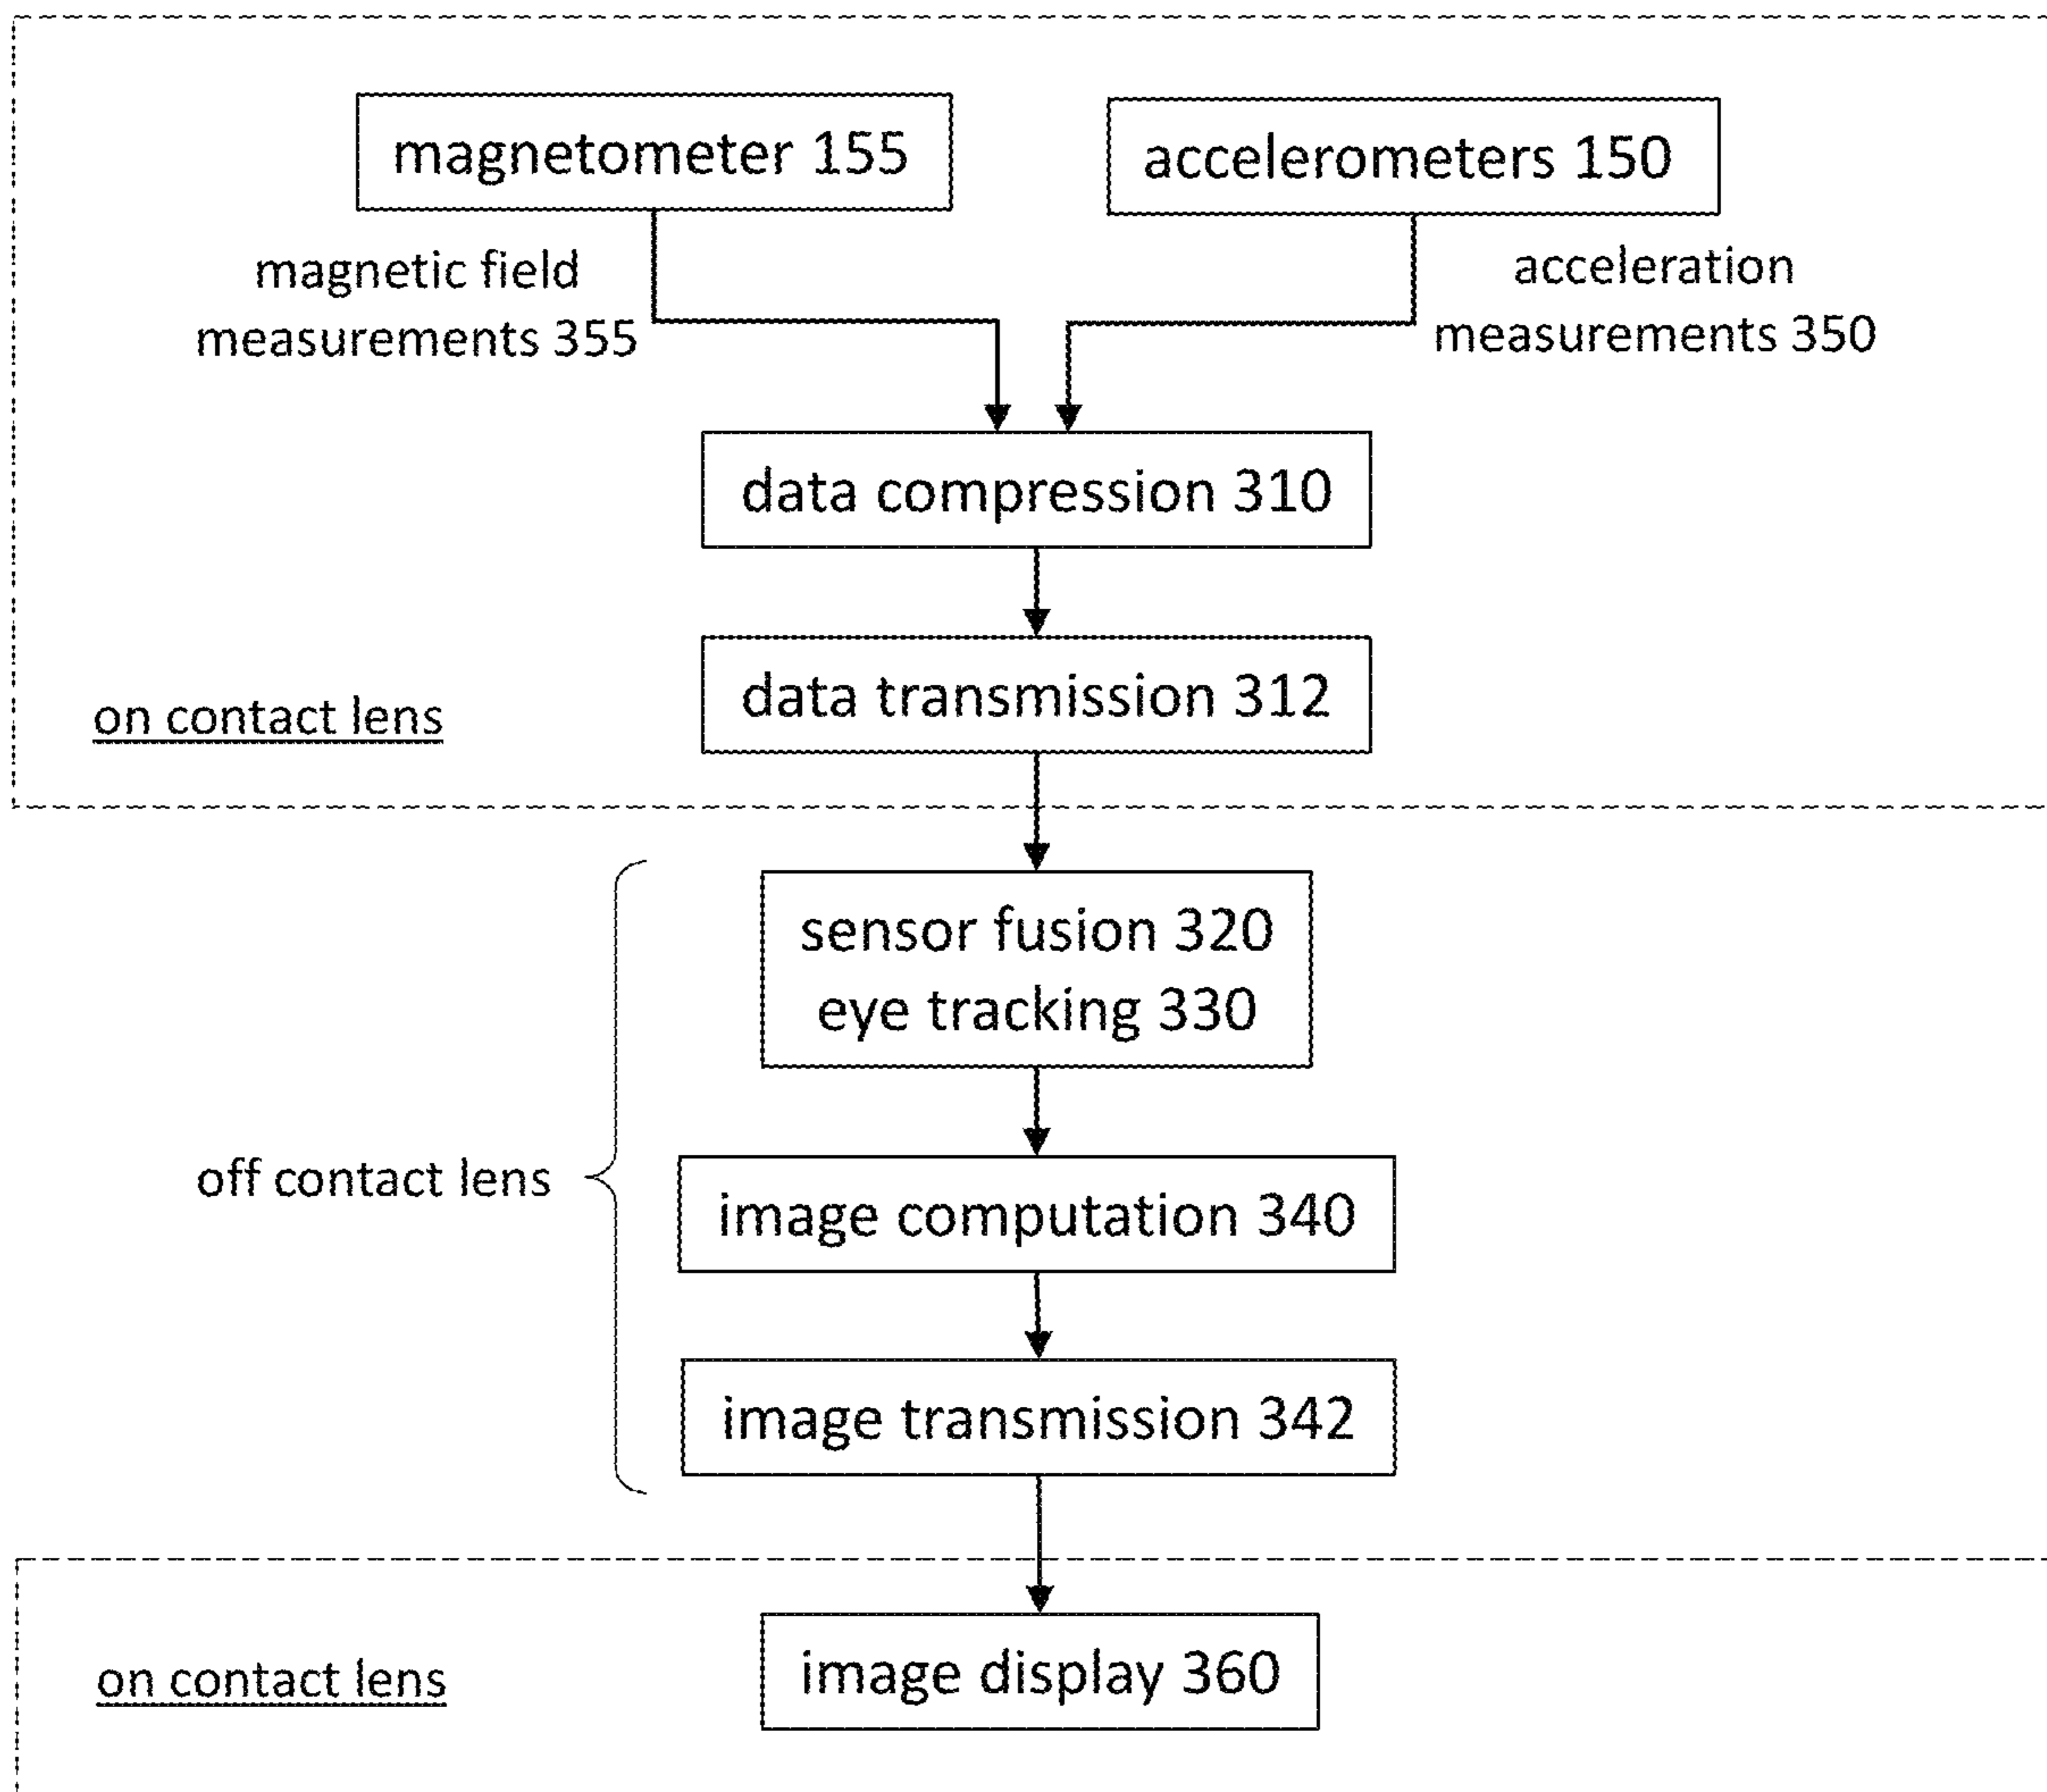 magnetometer 155
accelerometers 150
magnetic field
measurements 355
acceleration
measurements 350
data compression 310
data transmission 312
on contact lens
sensor fusion 320
eye tracking 330
off contact lens
image computation 340
image transmission 342
on contact lens
image display 360